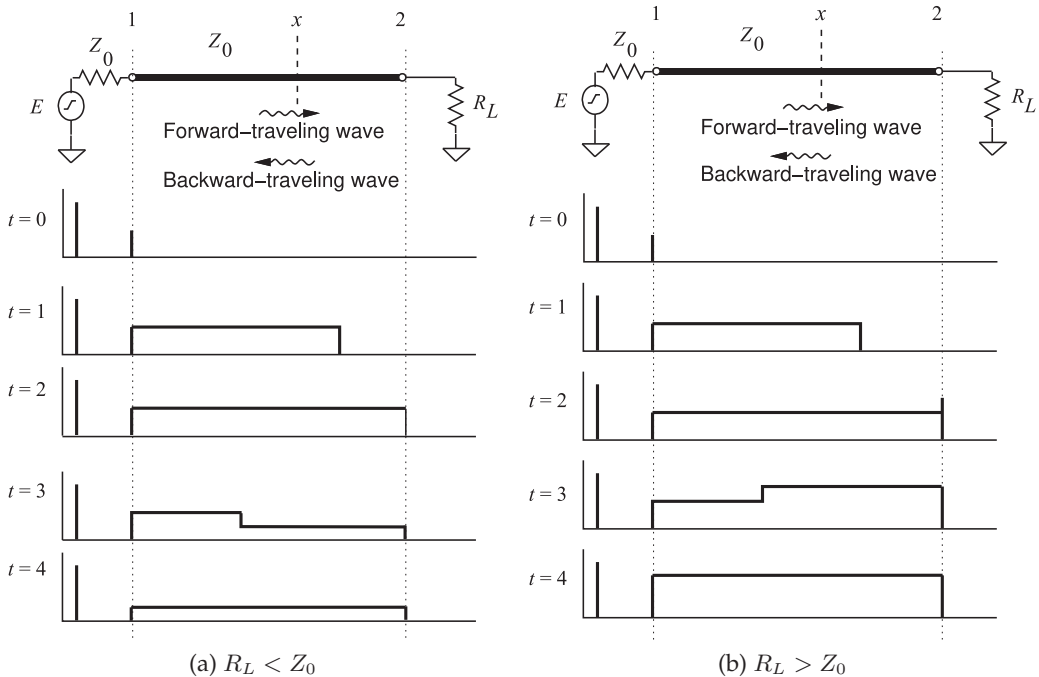 1
x
2
Z0
Z0
E
RL
Forward–traveling wave
Backward–traveling wave
t = 0
t = 1
t = 2
t = 3
t = 4
(a) RL < Z0
1
x
2
Z0
Z0
E
RL
Forward–traveling wave
Backward–traveling wave
t = 0
t = 1
t = 2
t = 3
t = 4
(b) RL > Z0